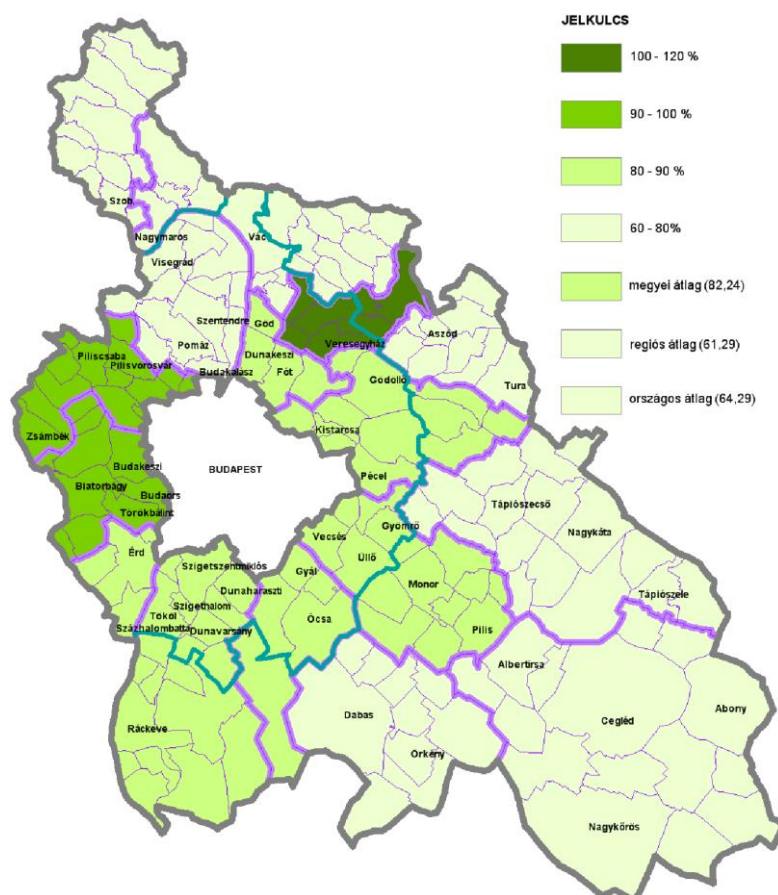 JELKULCS
100 - 120 %
90 - 100 %
80 - 90 %
60 - 80%
megyei átlag (82,24)
regiós átlag (61,29)
országos átlag (64,29)
Szob
Nagymaros
Vác
Visegrád
Szentendre
Göd
Veresegyház
Aszód
Pomáz
Dunakeszi
Piliscsaba
Pilisvörösvár
Budakalász
Fót
Gödöllő
Tura
Kistarcsa
Zsámbék
Budakeszi
BUDAPEST
Pécel
Biatorbágy
Budaörs
Törökbálint
Tápiószecső
Nagykáta
Gyömrő
Vecsés
Érd
Üllő
Szigetszentmiklós
Gyál
Monor
Dunaharaszti
Tápiószele
Szigethalom
Tököl
Ócsa
Százhalombatta
Dunavarsány
Pilis
Albertirsa
Abony
Cegléd
Dabas
Ráckeve
Örkény
Nagykőrös